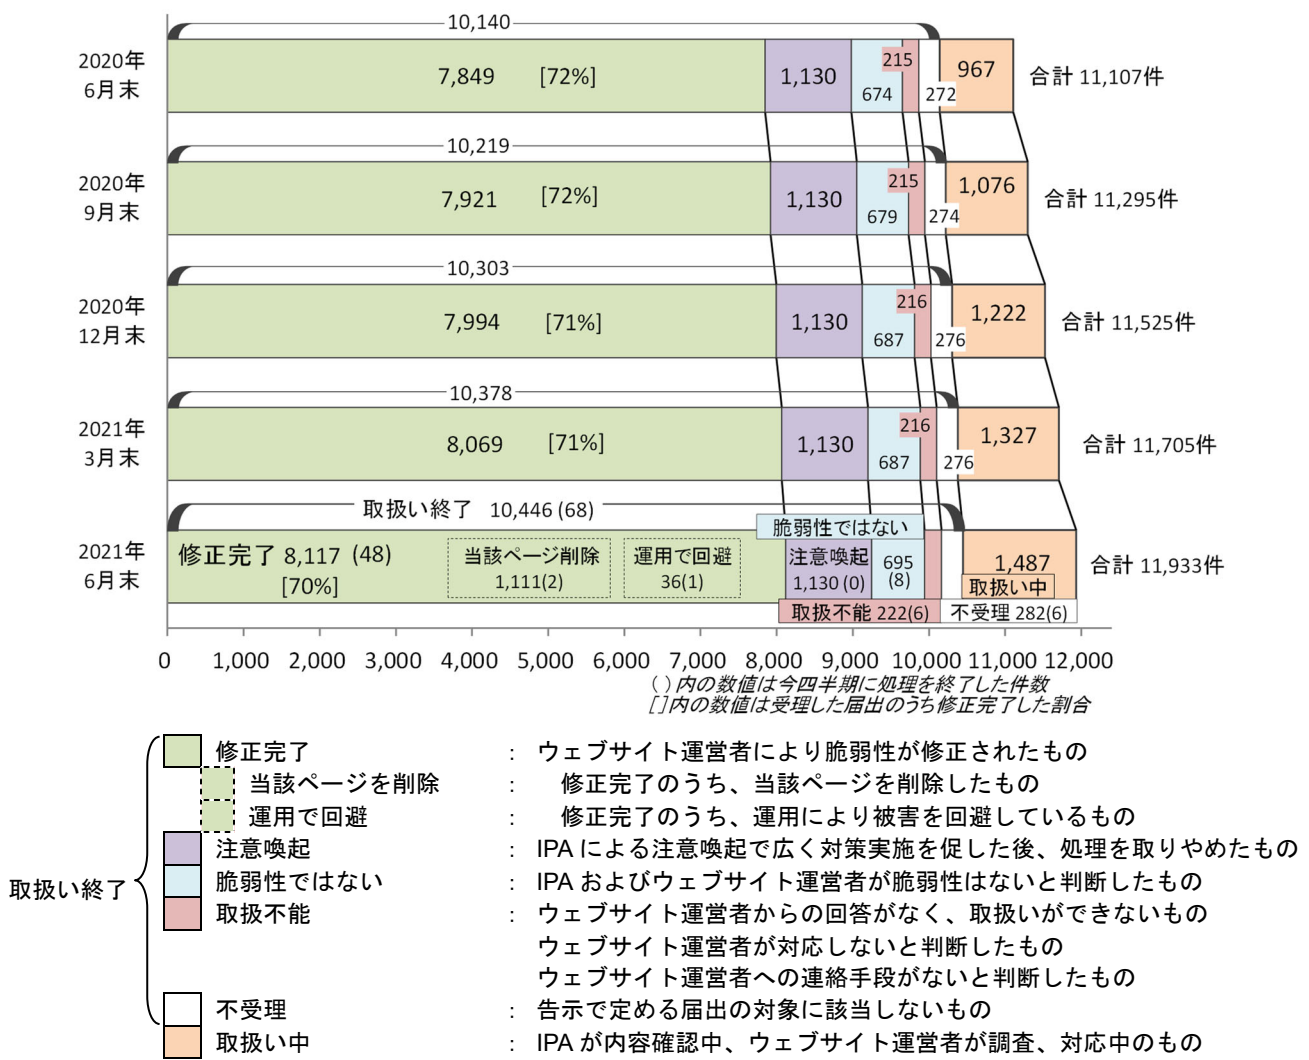 10,140
2020年
6月末
7,849 [72%]
1,130
674
215
272
967
合計 11,107件
10,219
2020年
9月末
7,921 [72%]
1,130
679
215
274
1,076
合計 11,295件
10,303
2020年
12月末
7,994 [71%]
1,130
687
216
276
1,222
合計 11,525件
10,378
2021年
3月末
8,069 [71%]
1,130
687
216
276
1,327
合計 11,705件
取扱い終了 10,446 (68)
2021年
6月末
修正完了 8,117 (48)
[70%]
当該ページ削除
1,111(2)
運用で回避
36(1)
脆弱性ではない
注意喚起
1,130 (0)
695
(8)
1,487
取扱い中
合計 11,933件
取扱不能 222(6)
不受理 282(6)
0 1,000 2,000 3,000 4,000 5,000 6,000 7,000 8,000 9,000 10,000 11,000 12,000
( )内の数値は今四半期に処理を終了した件数
[ ]内の数値は受理した届出のうち修正完了した割合
取扱い終了
修正完了 : ウェブサイト運営者により脆弱性が修正されたもの
当該ページを削除 : 修正完了のうち、当該ページを削除したもの
運用で回避 : 修正完了のうち、運用により被害を回避しているもの
注意喚起 : IPA による注意喚起で広く対策実施を促した後、処理を取りやめたもの
脆弱性ではない : IPA およびウェブサイト運営者が脆弱性はないと判断したもの
取扱不能 : ウェブサイト運営者からの回答がなく、取扱いができないもの
ウェブサイト運営者が対応しないと判断したもの
ウェブサイト運営者への連絡手段がないと判断したもの
不受理 : 告示で定める届出の対象に該当しないもの
取扱い中 : IPA が内容確認中、ウェブサイト運営者が調査、対応中のもの